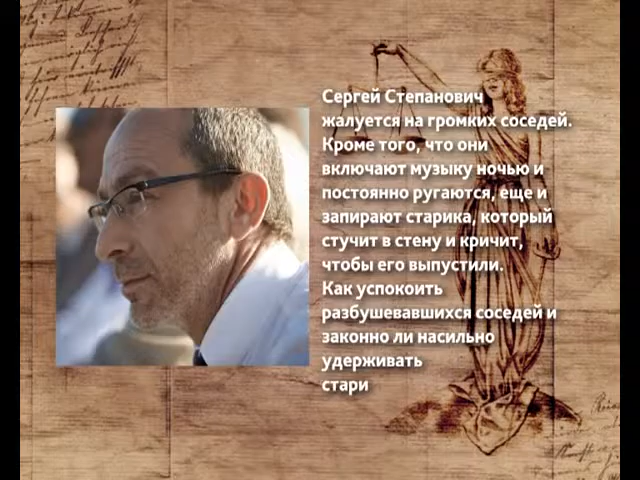 Сергей Степанович
жалуется на громких соседей.
Кроме того, что они
включают музыку ночью и
постоянно ругаются, еще и
запирают старика, который
стучит в стену и кричит,
чтобы его выпустили.
Как успокоить
разбушевавшихся соседей и
законно ли насильно
удерживать
стари